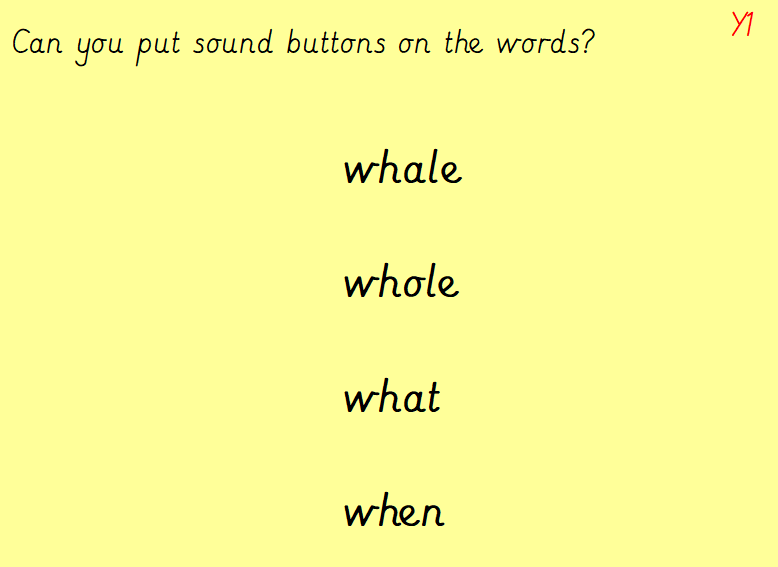 Can you put sound buttons on the words?
Y1
whale
whole
what
when